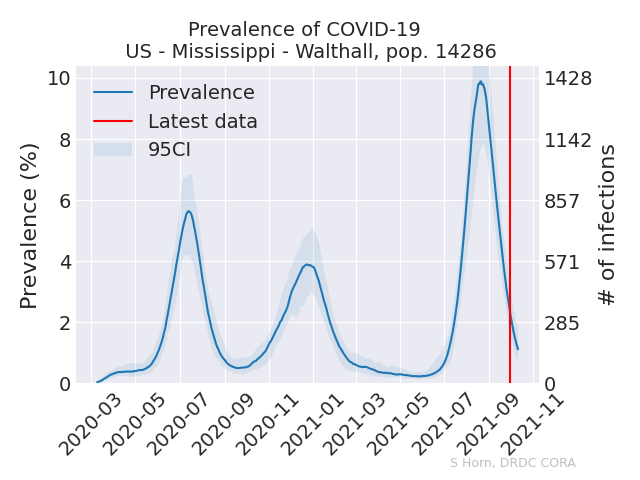 Prevalence of COVID-19
US - Mississippi - Walthall, pop. 14286
Prevalence (%)
10
8
6
4
2
0
Prevalence
Latest data
95CI
1428
1142
857
571
285
0
# of infections
2020-03
2020-05
2020-07
2020-09
2020-11
2021-01
2021-03
2021-05
2021-07
2021-09
2021-11
S Horn, DRDC CORA